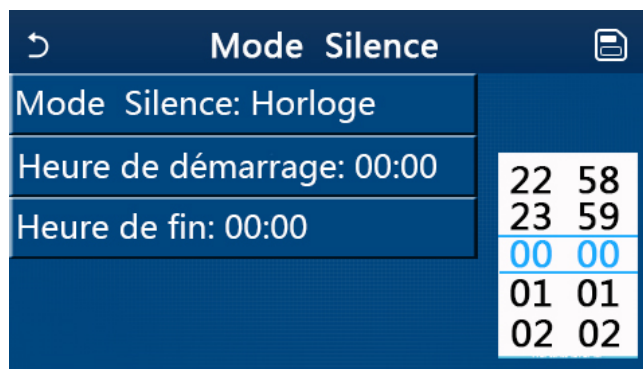 Mode Silence
Mode Silence: Horloge
Heure de démarrage: 00:00
Heure de fin: 00:00
22 58
23 59
00 00
01 01
02 02